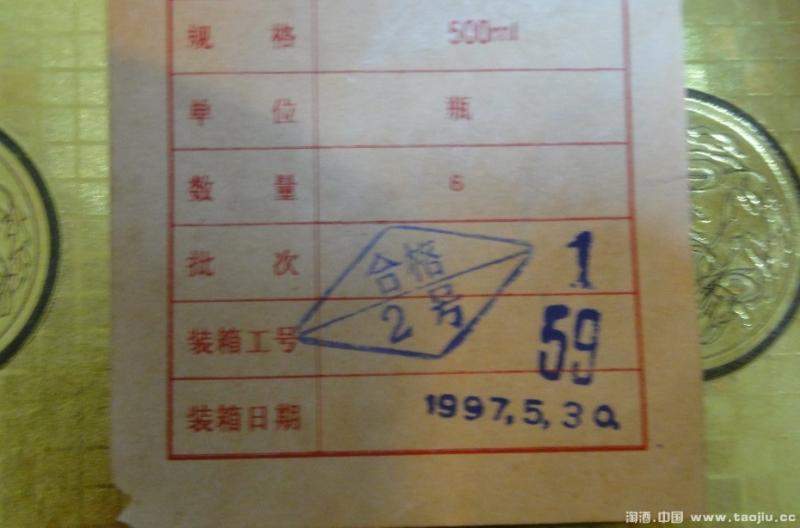 规格 500ml
单位 瓶
数量 6
批次 1
合格
2号
装箱工号 59
装箱日期 1997.5.30.
淘酒.中国 www.taojiu.cc